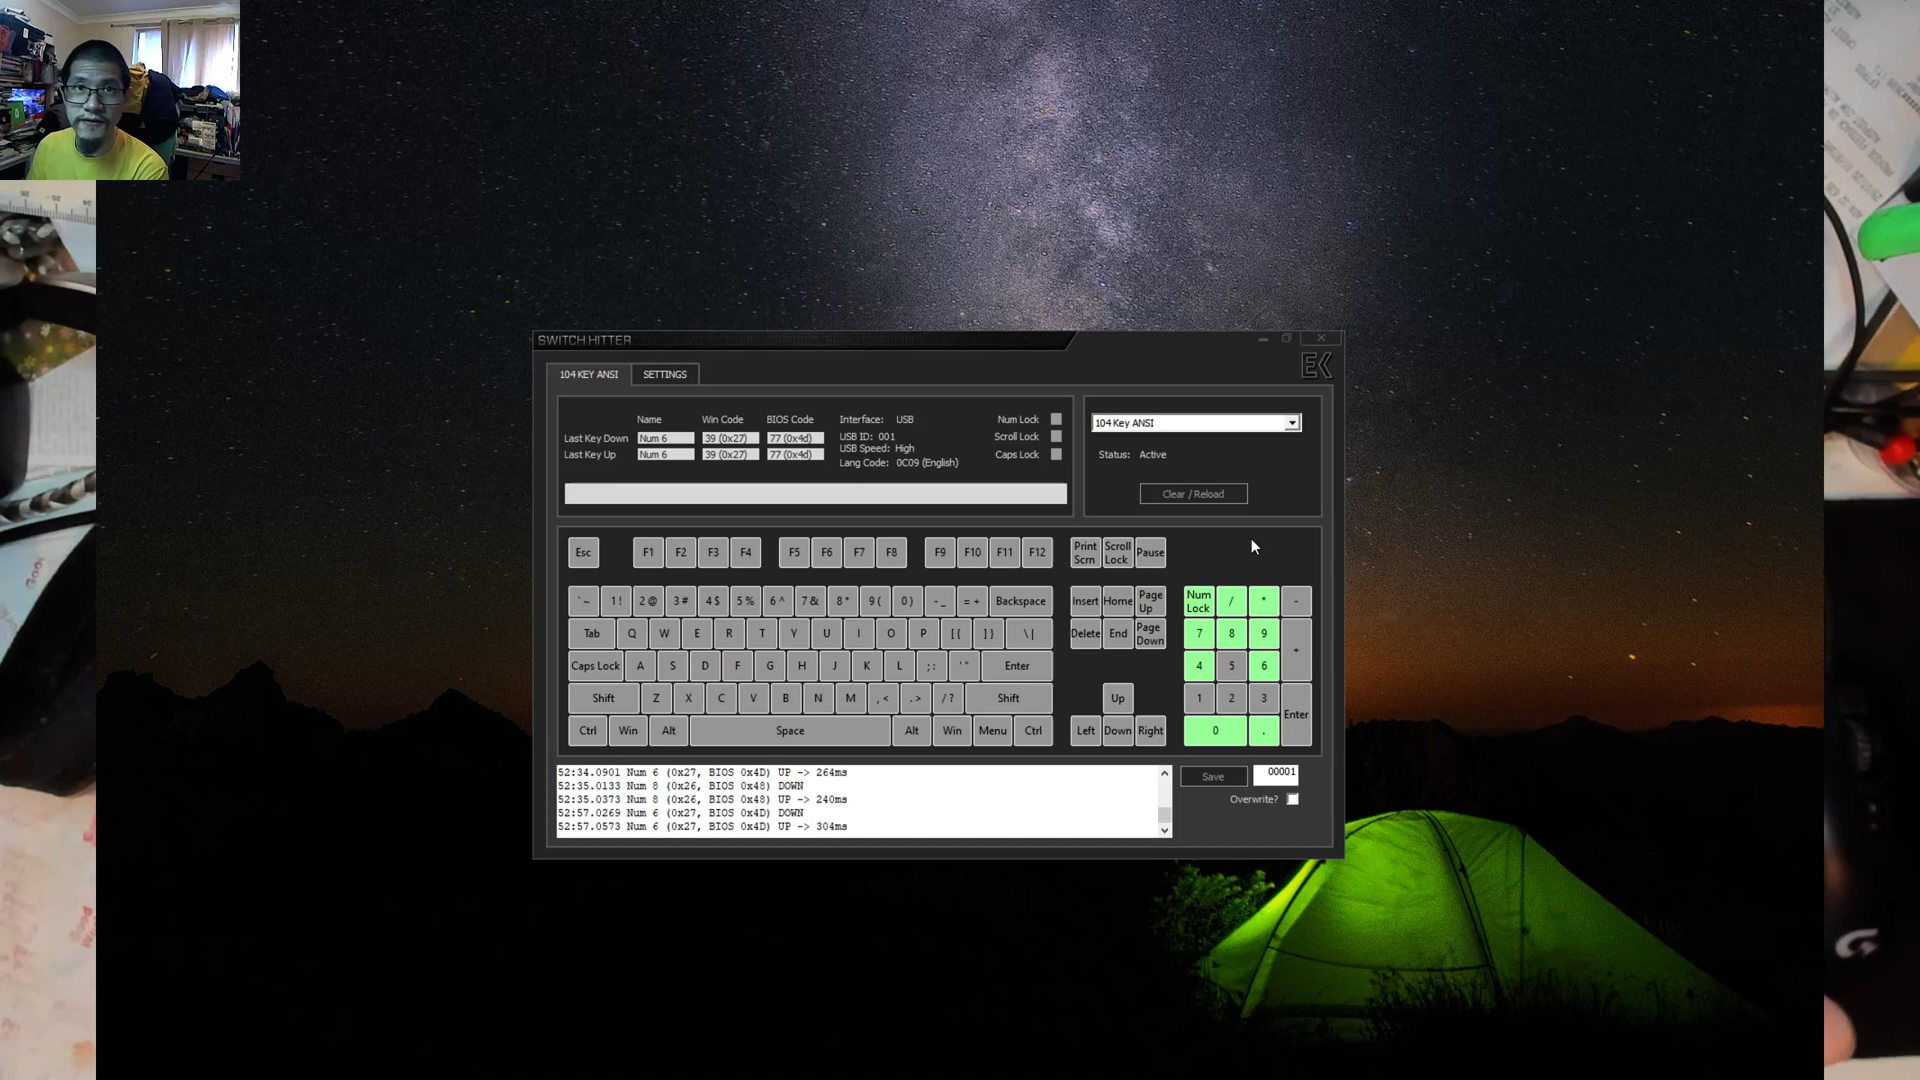 SWITCH HITTER
EK
104 KEY ANSI
SETTINGS
Name Win Code BIOS Code
Last Key Down Num 6 39 (0x27) 77 (0x4d)
Last Key Up Num 6 39 (0x27) 77 (0x4d)
Interface: USB
USB ID: 001
USB Speed: High
Lang Code: 0C09 (English)
Num Lock
Scroll Lock
Caps Lock
104 Key ANSI
Status: Active
Clear / Reload
Esc F1 F2 F3 F4 F5 F6 F7 F8 F9 F10 F11 F12 Print Scrn Scroll Lock Pause
` ~ 1 ! 2 @ 3 # 4 $ 5 % 6 ^ 7 & 8 * 9 ( 0 ) - _ = + Backspace Insert Home Page Up Num Lock / * -
Tab Q W E R T Y U I O P [ { ] } \ | Delete End Page Down 7 8 9 +
Caps Lock A S D F G H J K L ; : ' " Enter 4 5 6
Shift Z X C V B N M , < . > / ? Shift Up 1 2 3 Enter
Ctrl Win Alt Space Alt Win Menu Ctrl Left Down Right 0 .
52:34.0901 Num 6 (0x27, BIOS 0x4D) UP -> 264ms
52:35.0133 Num 8 (0x26, BIOS 0x48) DOWN
52:35.0373 Num 8 (0x26, BIOS 0x48) UP -> 240ms
52:57.0269 Num 6 (0x27, BIOS 0x4D) DOWN
52:57.0573 Num 6 (0x27, BIOS 0x4D) UP -> 304ms
Save
00001
Overwrite?
G